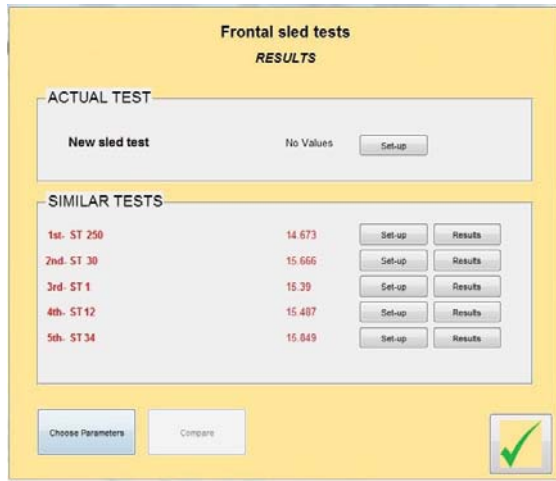 Frontal sled tests
RESULTS
ACTUAL TEST
New sled test No Values Set-up
SIMILAR TESTS
1st- ST 250 14.673 Set-up Results
2nd- ST 30 15.666 Set-up Results
3rd- ST 1 15.39 Set-up Results
4th- ST 12 15.487 Set-up Results
5th- ST 34 15.849 Set-up Results
Choose Parameters Compare